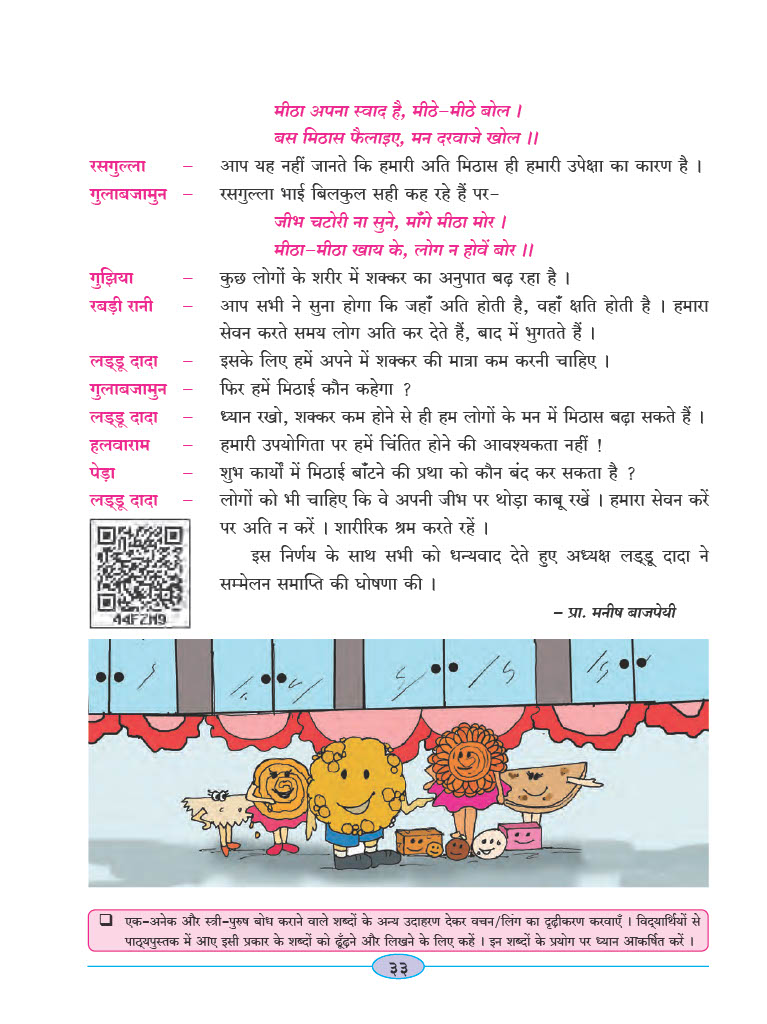 मीठा अपना स्वाद है, मीठे-मीठे बोल ।
बस मिठास फैलाइए, मन दरवाजे खोल ।।
रसगुल्ला – आप यह नहीं जानते कि हमारी अति मिठास ही हमारी उपेक्षा का कारण है ।
गुलाबजामुन – रसगुल्ला भाई बिलकुल सही कह रहे हैं पर-
जीभ चटोरी ना सुने, माँगे मीठा मोर ।
मीठा-मीठा खाय के, लोग न होवें बोर ।।
गुझिया – कुछ लोगों के शरीर में शक्कर का अनुपात बढ़ रहा है ।
रबड़ी रानी – आप सभी ने सुना होगा कि जहाँ अति होती है, वहाँ क्षति होती है । हमारा
सेवन करते समय लोग अति कर देते हैं, बाद में भुगतते हैं ।
लड्डू दादा – इसके लिए हमें अपने में शक्कर की मात्रा कम करनी चाहिए ।
गुलाबजामुन – फिर हमें मिठाई कौन कहेगा ?
लड्डू दादा – ध्यान रखो, शक्कर कम होने से ही हम लोगों के मन में मिठास बढ़ा सकते हैं ।
हलवाराम – हमारी उपयोगिता पर हमें चिंतित होने की आवश्यकता नहीं !
पेड़ा – शुभ कार्यों में मिठाई बाँटने की प्रथा को कौन बंद कर सकता है ?
लड्डू दादा – लोगों को भी चाहिए कि वे अपनी जीभ पर थोड़ा काबू रखें । हमारा सेवन करें
पर अति न करें । शारीरिक श्रम करते रहें ।
इस निर्णय के साथ सभी को धन्यवाद देते हुए अध्यक्ष लड्डू दादा ने
सम्मेलन समाप्ति की घोषणा की ।
44FZM9
– प्रा. मनीष बाजपेयी
❑ एक-अनेक और स्त्री-पुरुष बोध कराने वाले शब्दों के अन्य उदाहरण देकर वचन/लिंग का दृढ़ीकरण करवाएँ । विद्यार्थियों से
पाठ्यपुस्तक में आए इसी प्रकार के शब्दों को ढूँढ़ने और लिखने के लिए कहें । इन शब्दों के प्रयोग पर ध्यान आकर्षित करें ।
३३